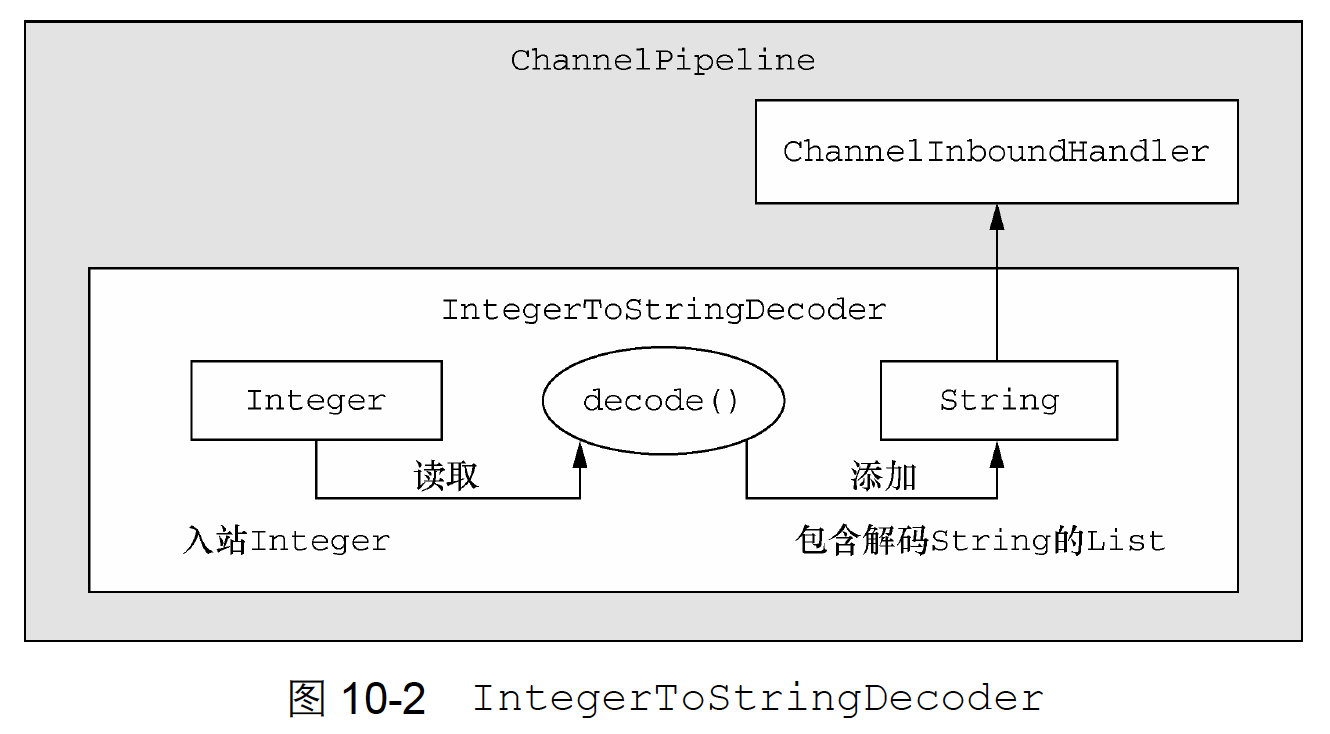 ChannelPipeline
ChannelInboundHandler
IntegerToStringDecoder
Integer
decode()
String
读取
添加
入站Integer
包含解码String的List
图 10-2 IntegerToStringDecoder